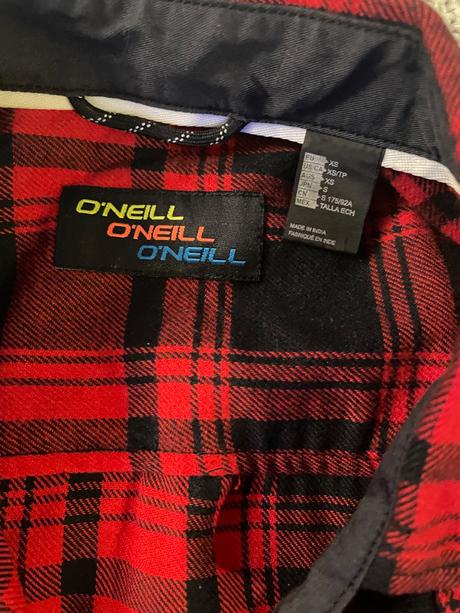 O'NEILL
O'NEILL
O'NEILL
EU XS
US/CA XS/TP
AUS XS
JPN S
CN S 175/92A
MEX TALLA ECH
MADE IN INDIA
FABRIQUÉ EN INDE